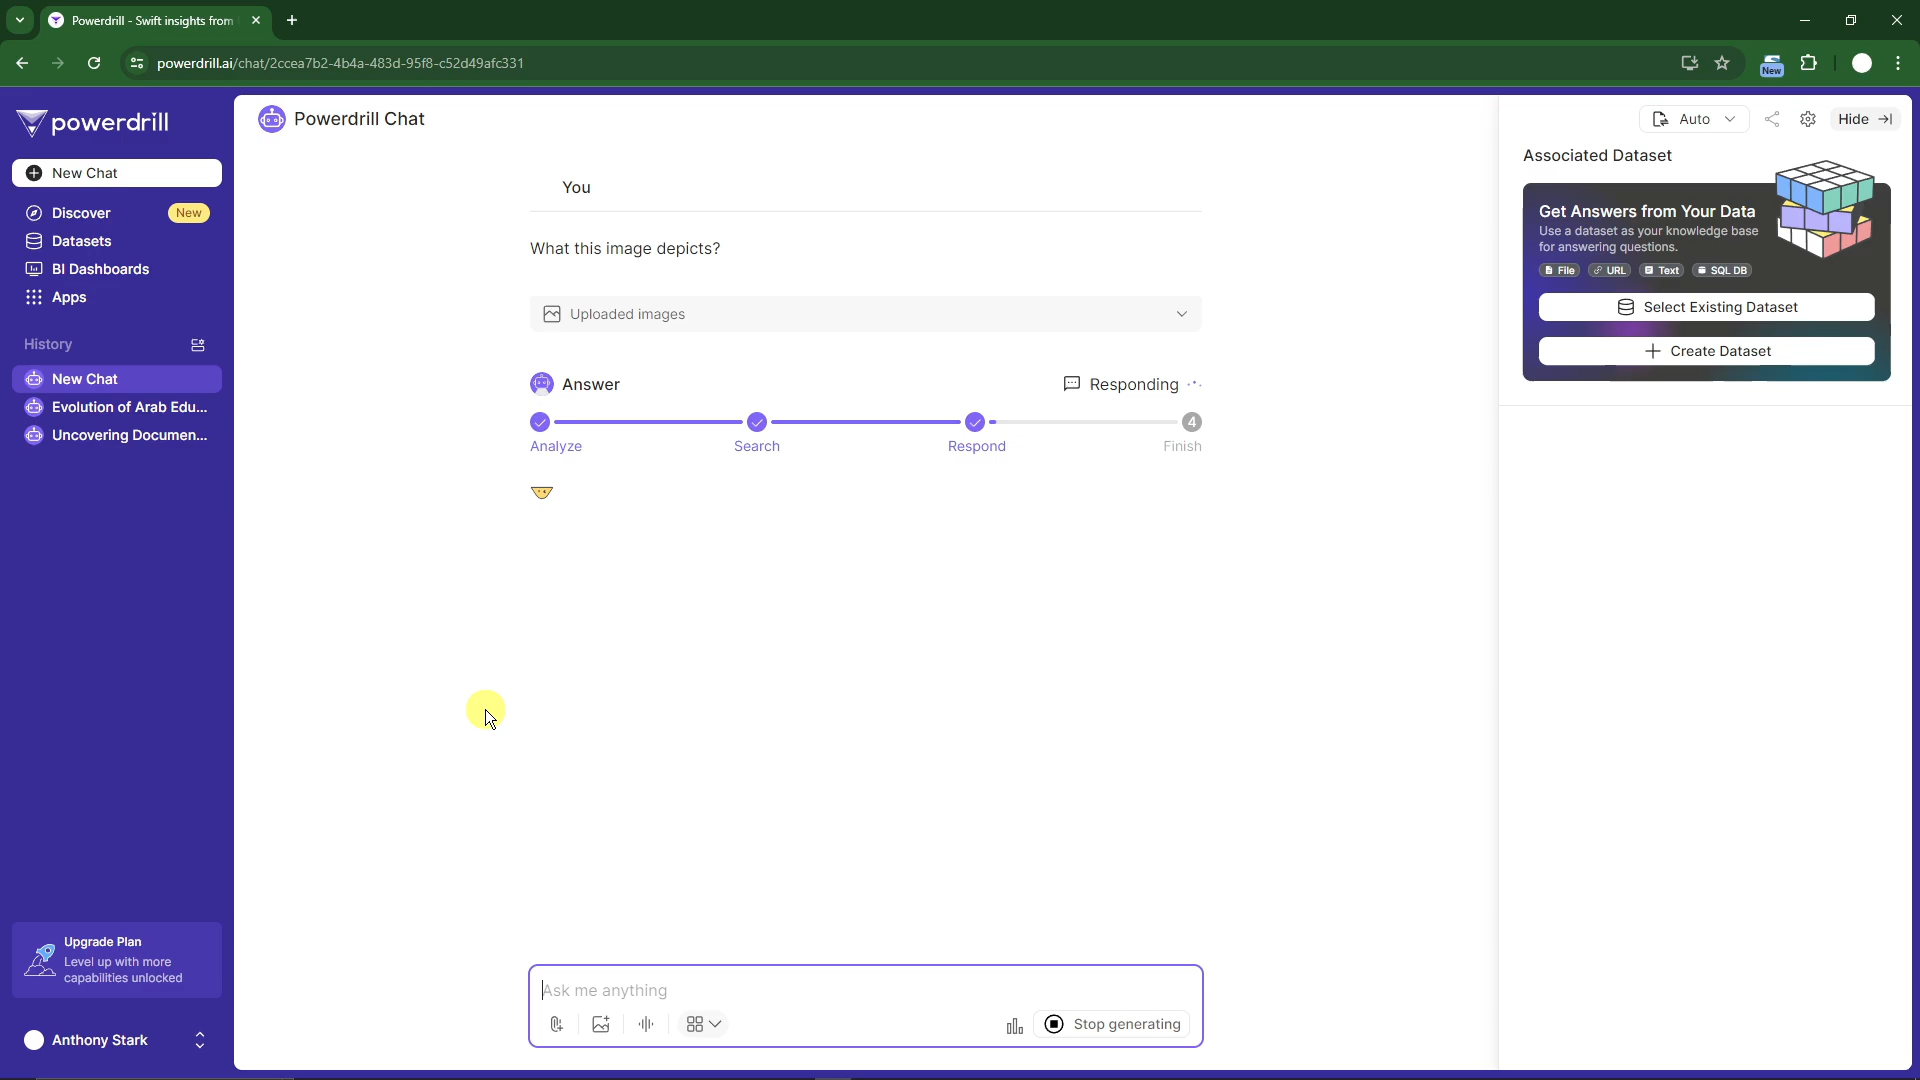 Powerdrill - Swift insights from
powerdrill.ai/chat/2ccea7b2-4b4a-483d-95f8-c52d49afc331
New
powerdrill
New Chat
Discover
New
Datasets
BI Dashboards
Apps
History
New Chat
Evolution of Arab Edu...
Uncovering Documen...
Upgrade Plan
Level up with more
capabilities unlocked
Anthony Stark
Powerdrill Chat
You
What this image depicts?
Uploaded images
Answer
Responding
4
Analyze
Search
Respond
Finish
Ask me anything
Stop generating
Auto
Hide
Associated Dataset
Get Answers from Your Data
Use a dataset as your knowledge base
for answering questions.
File
URL
Text
SQL DB
Select Existing Dataset
Create Dataset